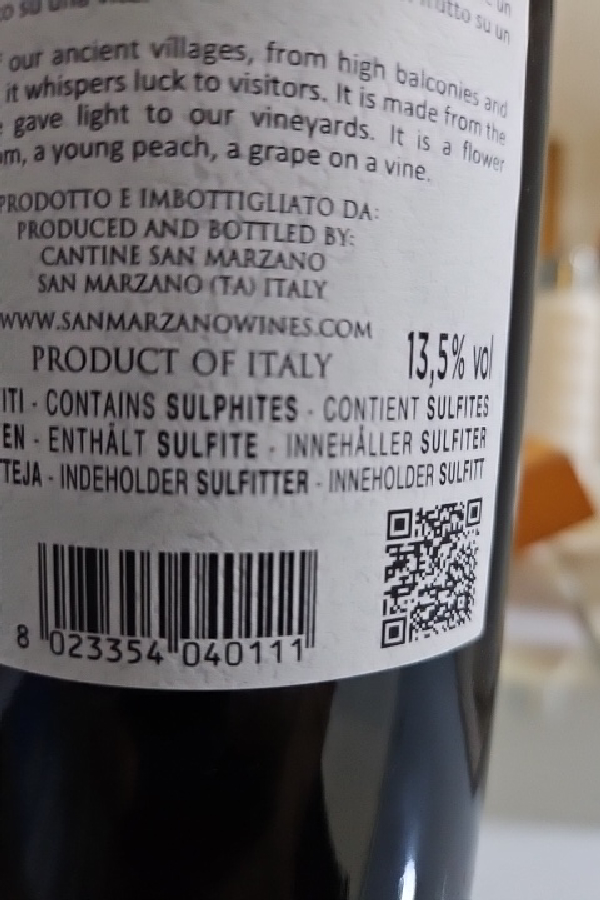 utto su un
our ancient villages, from high balconies and
it whispers luck to visitors. It is made from the
gave light to our vineyards. It is a flower
om, a young peach, a grape on a vine.
PRODOTTO E IMBOTTIGLIATO DA:
PRODUCED AND BOTTLED BY:
CANTINE SAN MARZANO
SAN MARZANO (TA) ITALY
WWW.SANMARZANOWINES.COM
PRODUCT OF ITALY 13,5% vol
ITI - CONTAINS SULPHITES - CONTIENT SULFITES
EN - ENTHÄLT SULFITE - INNEHÅLLER SULFITER
TEJA - INDEHOLDER SULFITTER - INNEHOLDER SULFITT
8 023354 040111